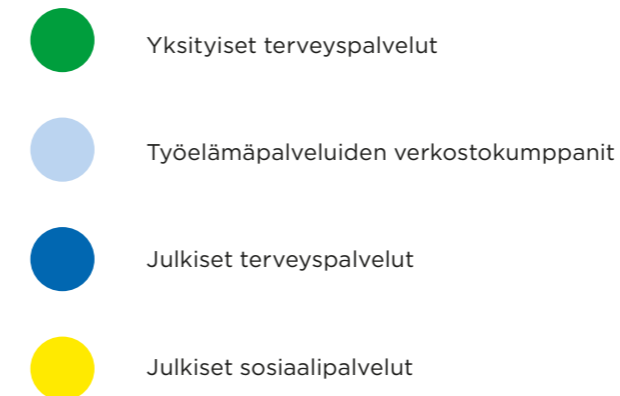 Yksityiset terveyspalvelut
Työelämäpalveluiden verkostokumppanit
Julkiset terveyspalvelut
Julkiset sosiaalipalvelut